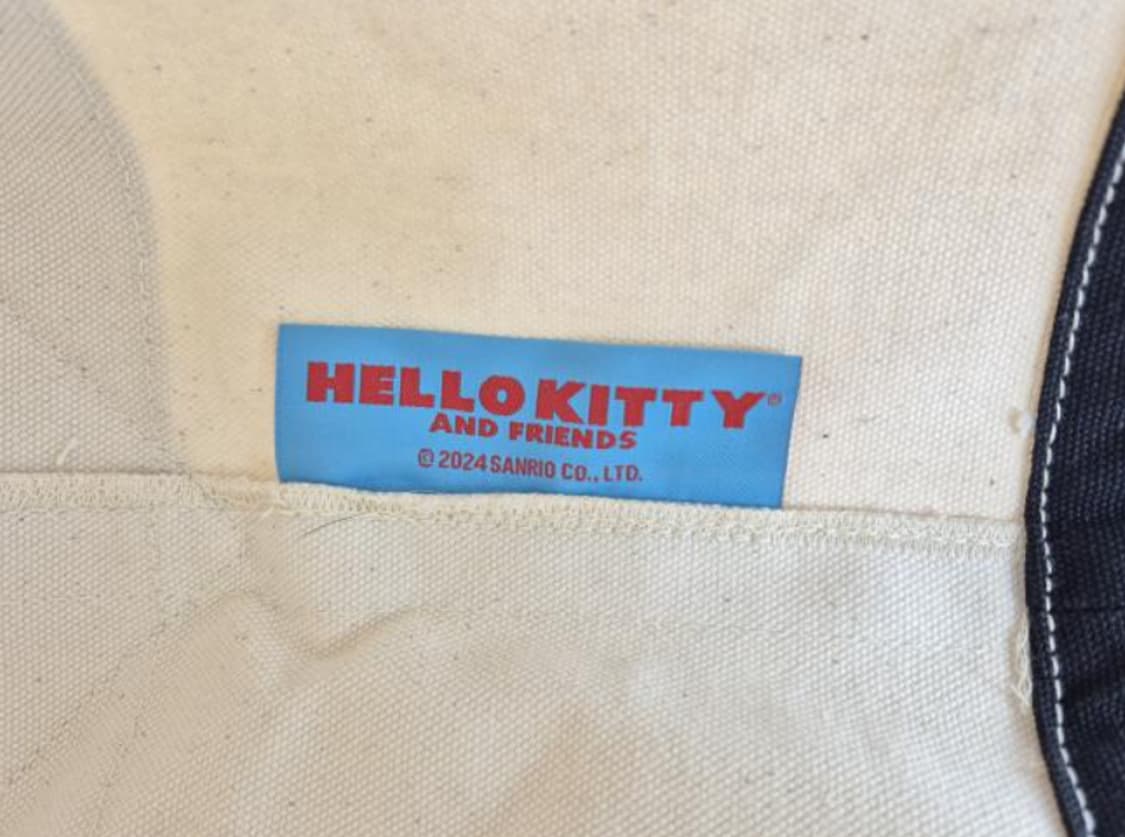 HELLO KITTY®
AND FRIENDS
© 2024 SANRIO CO., LTD.